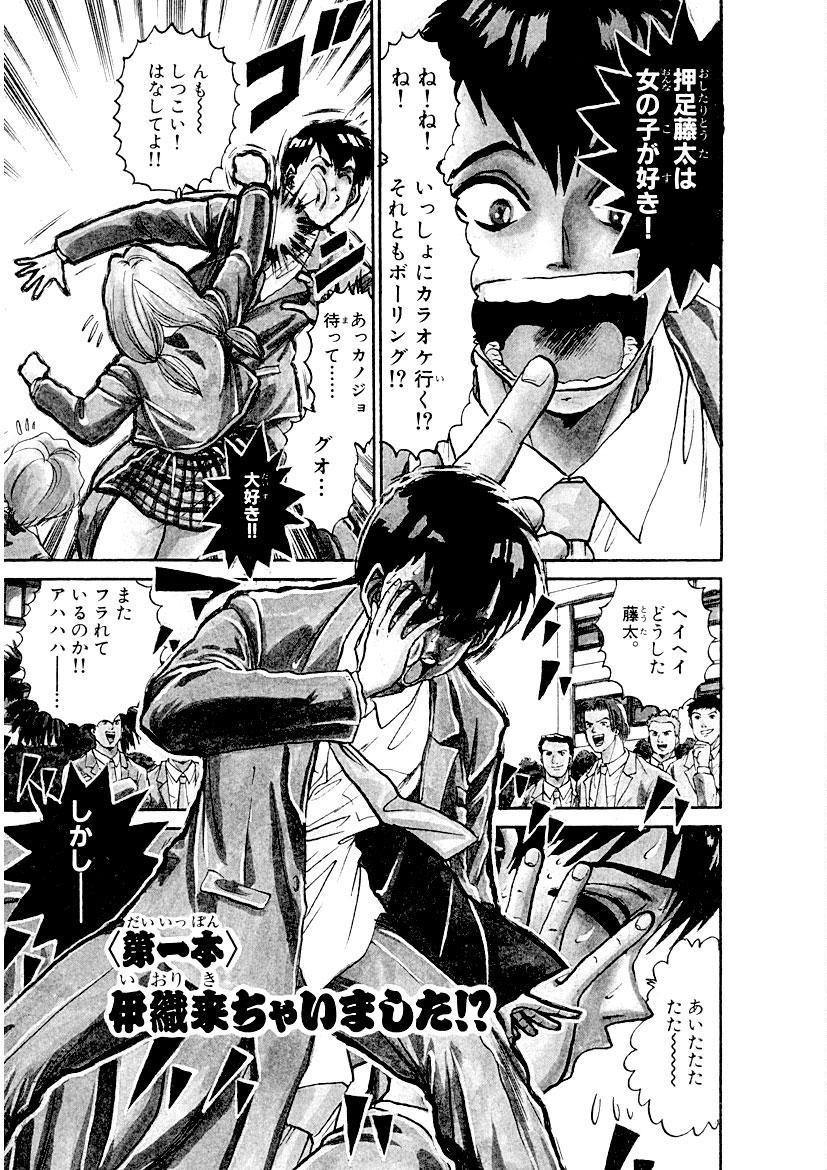 押足藤太は
女の子が好き!
ね!ね!
ね!
いっしょにカラオケ行く!?
それともボーリング!?
ゴ
ン
んも〜〜
しつこい!
はなしてよ!!
あっカノジョ
待って……
グオ…
大好き!!
ヘイヘイ
どうした
藤太。
また
フラれて
いるのか!!
アハハハ──!
あいたたた
たた〜〜〜
しかし──
〈第一本〉
伊織来ちゃいました!?